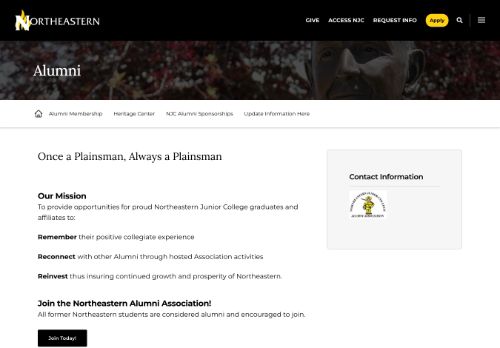 NORTHEASTERN
GIVE ACCESS NJC REQUEST INFO Apply
Alumni
Alumni Membership Heritage Center NJC Alumni Sponsorships Update Information Here
Once a Plainsman, Always a Plainsman
Our Mission
To provide opportunities for proud Northeastern Junior College graduates and
affiliates to:
Remember their positive collegiate experience
Reconnect with other Alumni through hosted Association activities
Reinvest thus insuring continued growth and prosperity of Northeastern.
Join the Northeastern Alumni Association!
All former Northeastern students are considered alumni and encouraged to join.
Join Today!
Contact Information
ALUMNI ASSOCIATION